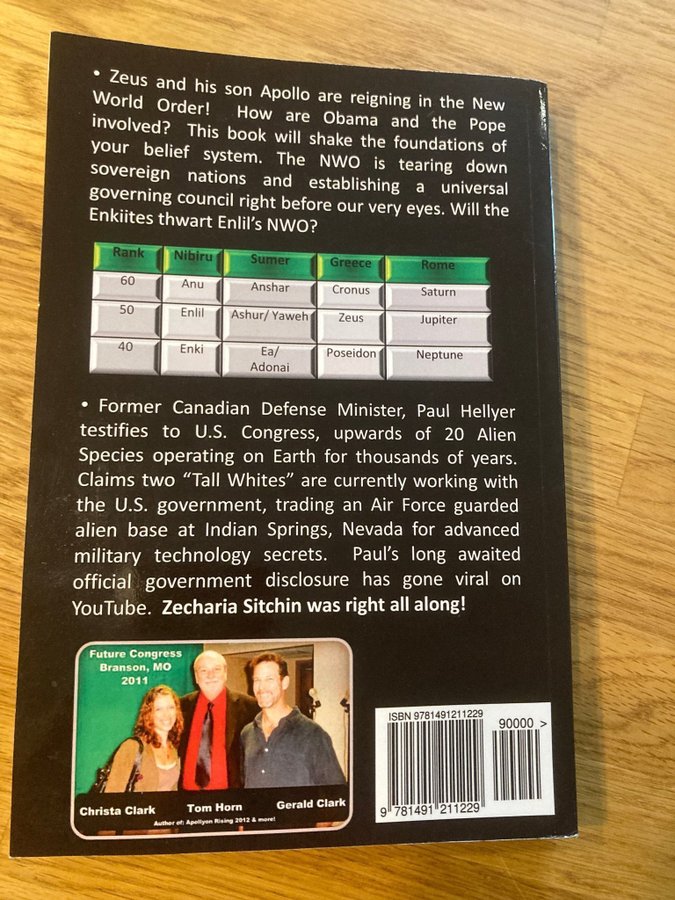 • Zeus and his son Apollo are reigning in the New
World Order! How are Obama and the Pope
involved? This book will shake the foundations of
your belief system. The NWO is tearing down
sovereign nations and establishing a universal
governing council right before our very eyes. Will the
Enkiites thwart Enlil's NWO?
Rank Nibiru Sumer Greece Rome
60 Anu Anshar Cronus Saturn
50 Enlil Ashur/ Yaweh Zeus Jupiter
40 Enki Ea/ Poseidon Neptune
Adonai
• Former Canadian Defense Minister, Paul Hellyer
testifies to U.S. Congress, upwards of 20 Alien
Species operating on Earth for thousands of years.
Claims two “Tall Whites” are currently working with
the U.S. government, trading an Air Force guarded
alien base at Indian Springs, Nevada for advanced
military technology secrets. Paul's long awaited
official government disclosure has gone viral on
YouTube. Zecharia Sitchin was right all along!
Future Congress
Branson, MO
2011
Christa Clark Tom Horn Gerald Clark
Author of: Apollyon Rising 2012 & more!
ISBN 9781491211229
90000 >
9 781491 211229